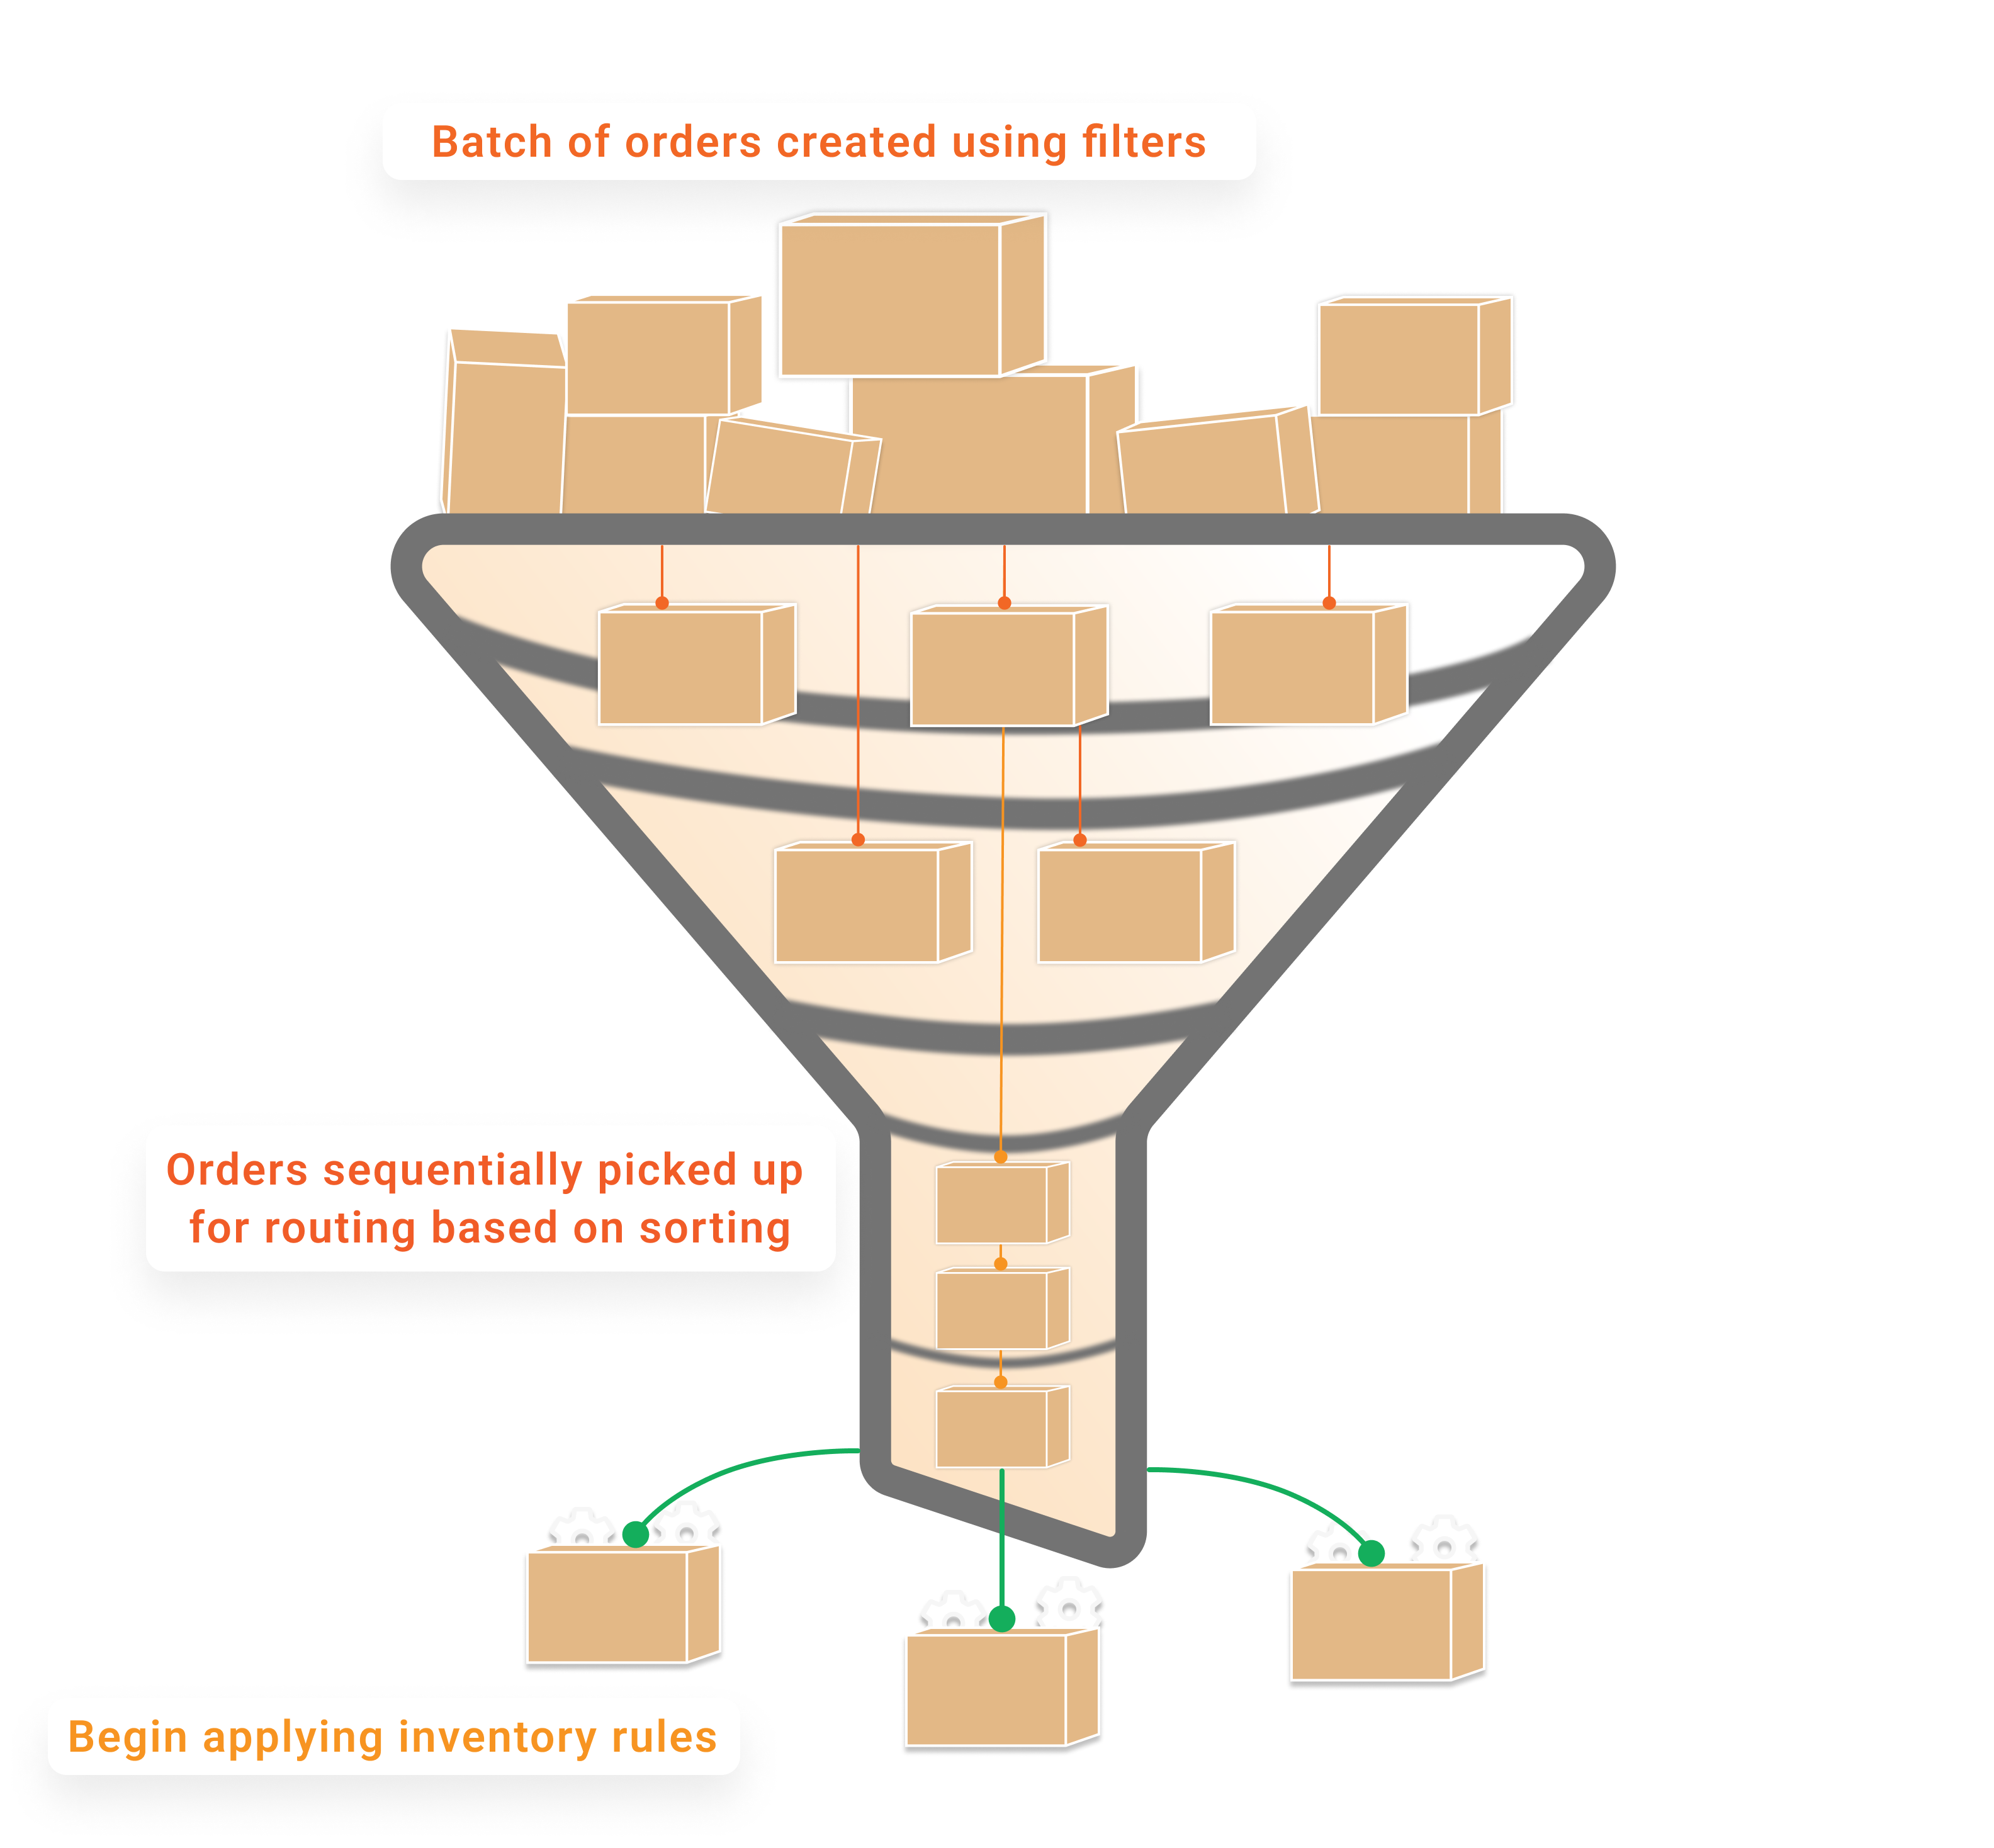 Batch of orders created using filters
Orders sequentially picked up
for routing based on sorting
Begin applying inventory rules